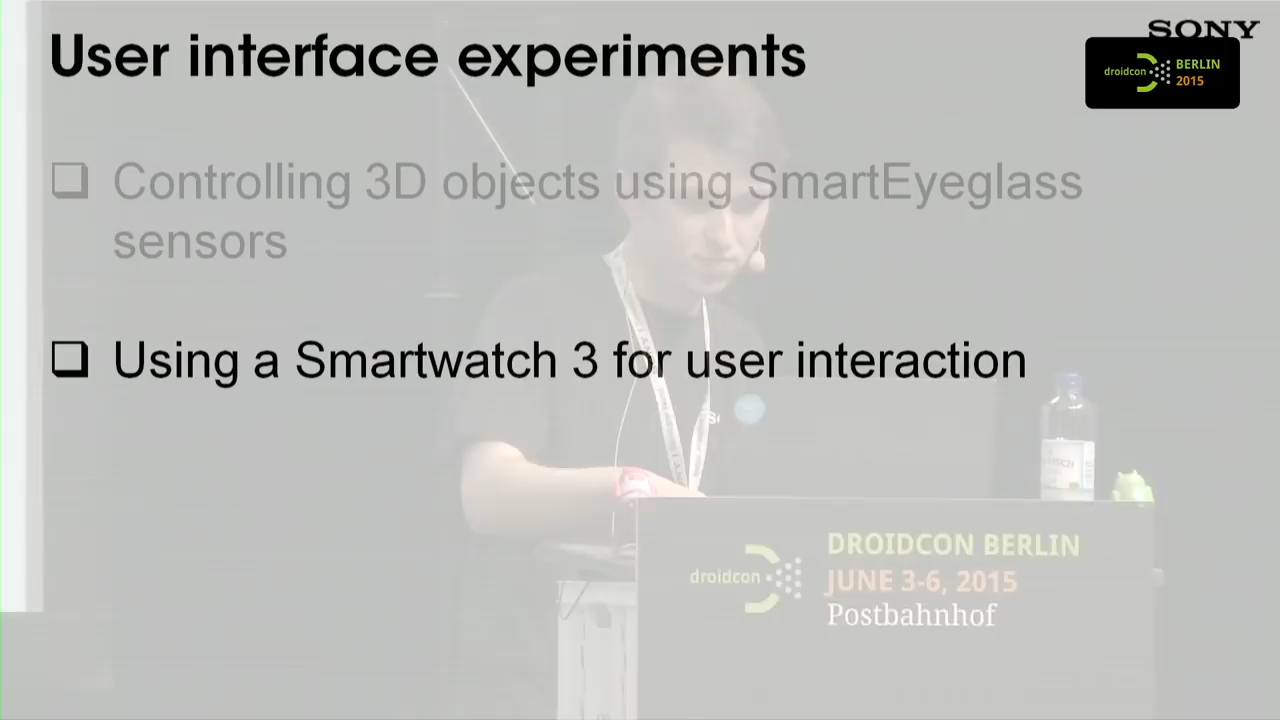 User interface experiments
SONY
droidcon
BERLIN
2015
❑ Controlling 3D objects using SmartEyeglass
sensors
❑ Using a Smartwatch 3 for user interaction
droidcon
DROIDCON BERLIN
JUNE 3-6, 2015
Postbahnhof